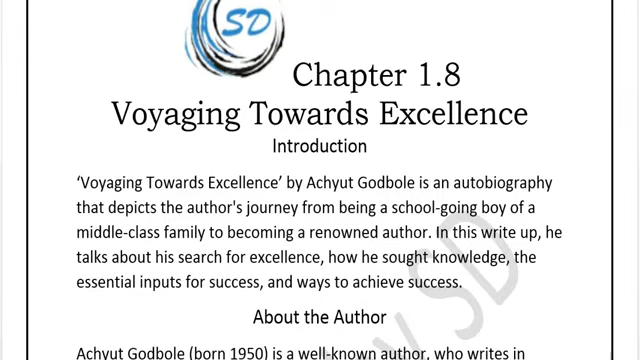 SD
Chapter 1.8
Voyaging Towards Excellence
Introduction
‘Voyaging Towards Excellence’ by Achyut Godbole is an autobiography
that depicts the author's journey from being a school-going boy of a
middle-class family to becoming a renowned author. In this write up, he
talks about his search for excellence, how he sought knowledge, the
essential inputs for success, and ways to achieve success.
About the Author
Achyut Godbole (born 1950) is a well-known author, who writes in
Y SD